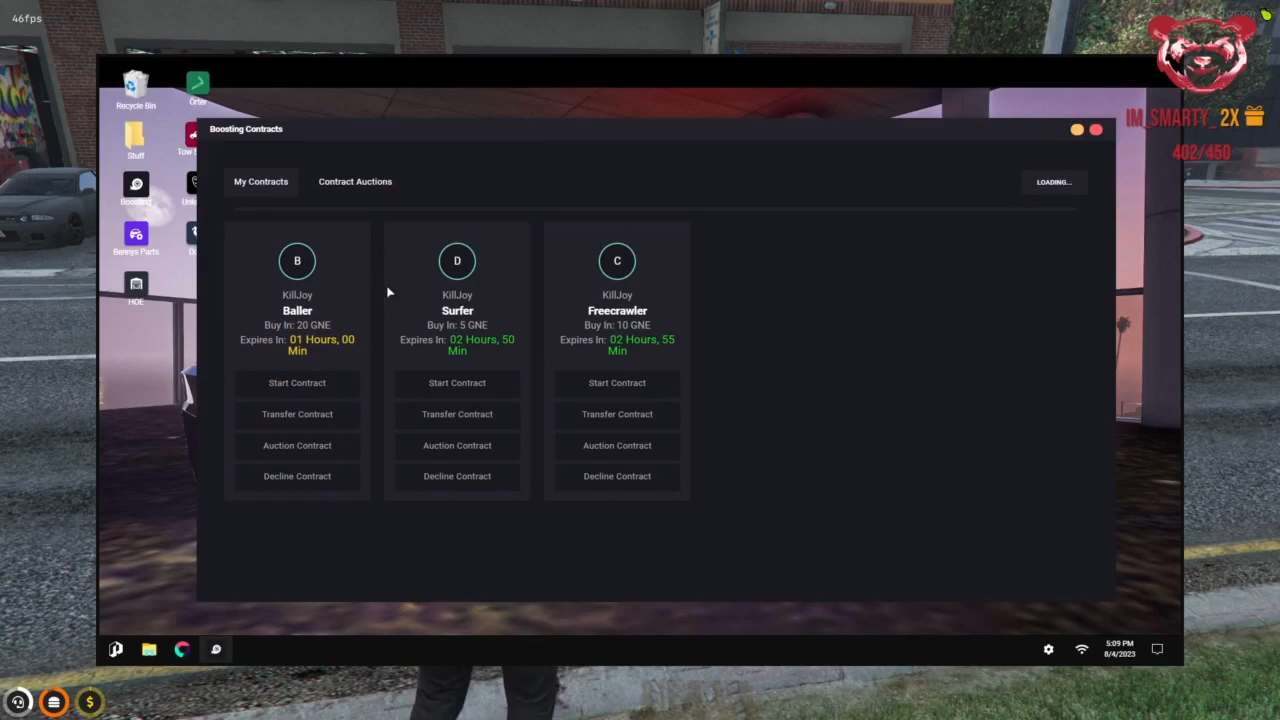 46fps
Recycle Bin
Örter
Stuff
Boosting
Bennys Parts
HOE
Boosting Contracts
My Contracts
Contract Auctions
LOADING...
IM_SMARTY_ 2X
402/450
B
KillJoy
Baller
Buy In: 20 GNE
Expires In: 01 Hours, 00
Min
Start Contract
Transfer Contract
Auction Contract
Decline Contract
D
KillJoy
Surfer
Buy In: 5 GNE
Expires In: 02 Hours, 50
Min
Start Contract
Transfer Contract
Auction Contract
Decline Contract
C
KillJoy
Freecrawler
Buy In: 10 GNE
Expires In: 02 Hours, 55
Min
Start Contract
Transfer Contract
Auction Contract
Decline Contract
5:09 PM
8/4/2023